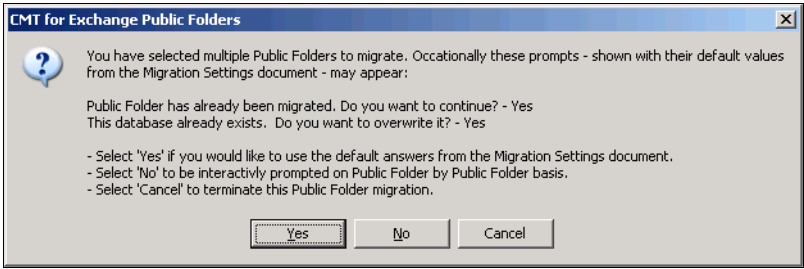 CMT for Exchange Public Folders
You have selected multiple Public Folders to migrate. Occationally these prompts - shown with their default values
from the Migration Settings document - may appear:
Public Folder has already been migrated. Do you want to continue? - Yes
This database already exists.  Do you want to overwrite it? - Yes
- Select 'Yes' if you would like to use the default answers from the Migration Settings document.
- Select 'No' to be interactivly prompted on Public Folder by Public Folder basis.
- Select 'Cancel' to terminate this Public Folder migration.
Yes No Cancel